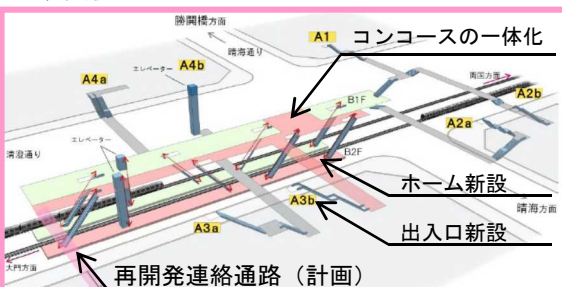 勝閧橋方面
晴海通り
コンコースの一体化
A1
A4b
エレベーター
A4a
両国方面
A2b
B1F
A2a
エレベーター
清澄通り
B2F
ホーム新設
晴海方面
A3b
A3a
出入口新設
大門方面
再開発連絡通路(計画)